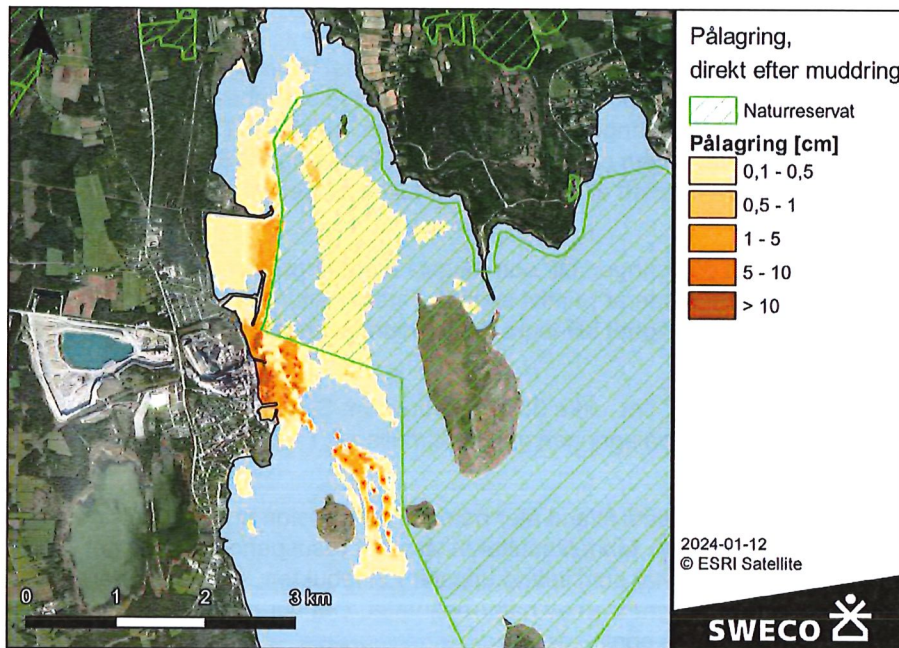 Pålagring,
direkt efter muddring
Naturreservat
Pålagring [cm]
0,1 - 0,5
0,5 - 1
1 - 5
5 - 10
> 10
2024-01-12
© ESRI Satellite
0 1 2 3 km
SWECO